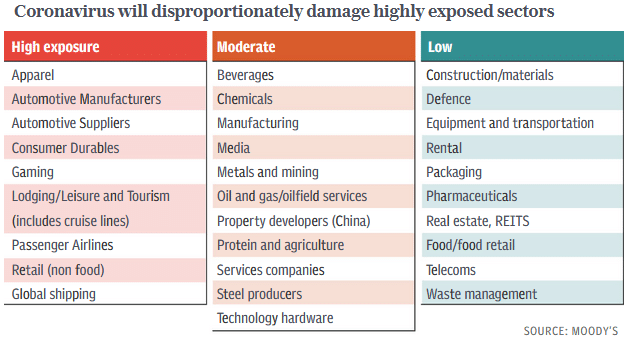 Coronavirus will disproportionately damage highly exposed sectors
High exposure
Apparel
Automotive Manufacturers
Automotive Suppliers
Consumer Durables
Gaming
Lodging/Leisure and Tourism
(includes cruise lines)
Passenger Airlines
Retail (non food)
Global shipping
Moderate
Beverages
Chemicals
Manufacturing
Media
Metals and mining
Oil and gas/oilfield services
Property developers (China)
Protein and agriculture
Services companies
Steel producers
Technology hardware
Low
Construction/materials
Defence
Equipment and transportation
Rental
Packaging
Pharmaceuticals
Real estate, REITS
Food/food retail
Telecoms
Waste management
SOURCE: MOODY'S